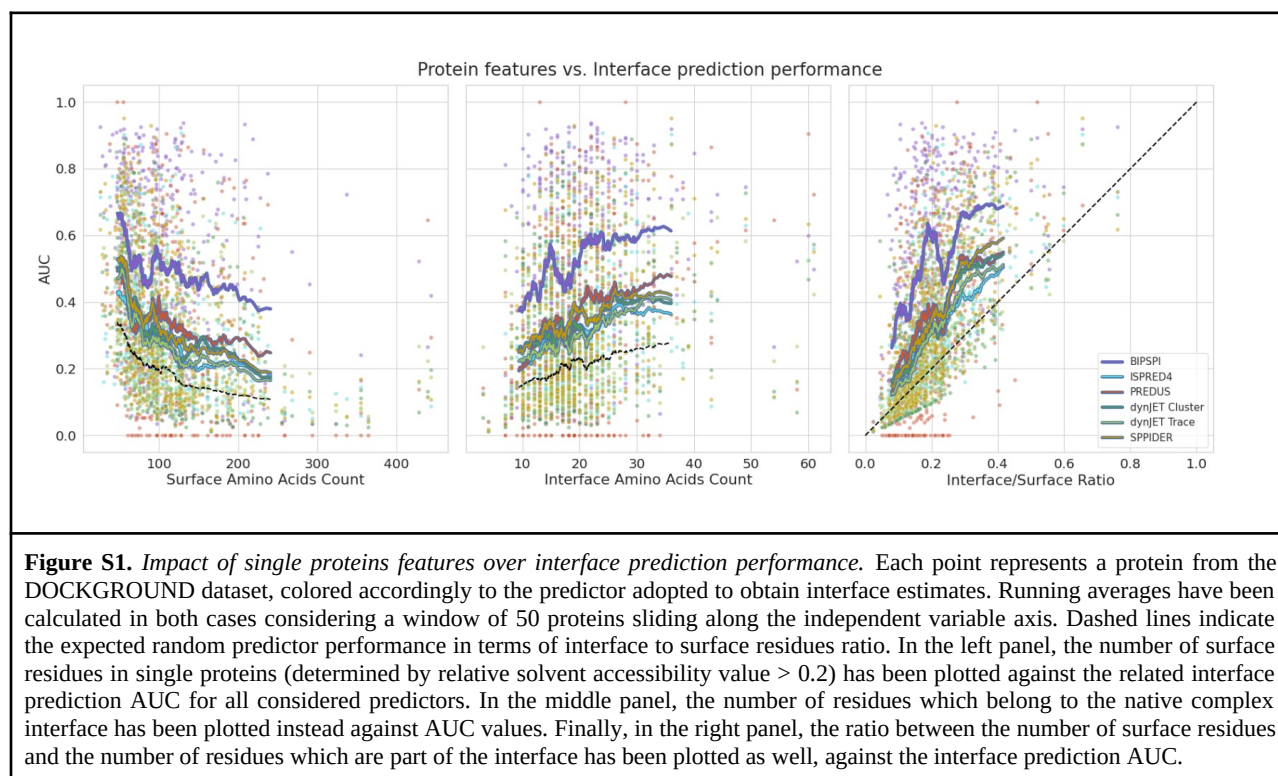 Protein features vs. Interface prediction performance
1.0
0.8
0.6
0.4
0.2
0.0
AUC
100 200 300 400
Surface Amino Acids Count
10 20 30 40 50 60
Interface Amino Acids Count
0.0 0.2 0.4 0.6 0.8 1.0
Interface/Surface Ratio
BIPSPI
ISPRED4
PREDUS
dynJET Cluster
dynJET Trace
SPPIDER
Figure S1. Impact of single proteins features over interface prediction performance. Each point represents a protein from the
DOCKGROUND dataset, colored accordingly to the predictor adopted to obtain interface estimates. Running averages have been
calculated in both cases considering a window of 50 proteins sliding along the independent variable axis. Dashed lines indicate
the expected random predictor performance in terms of interface to surface residues ratio. In the left panel, the number of surface
residues in single proteins (determined by relative solvent accessibility value > 0.2) has been plotted against the related interface
prediction AUC for all considered predictors. In the middle panel, the number of residues which belong to the native complex
interface has been plotted instead against AUC values. Finally, in the right panel, the ratio between the number of surface residues
and the number of residues which are part of the interface has been plotted as well, against the interface prediction AUC.